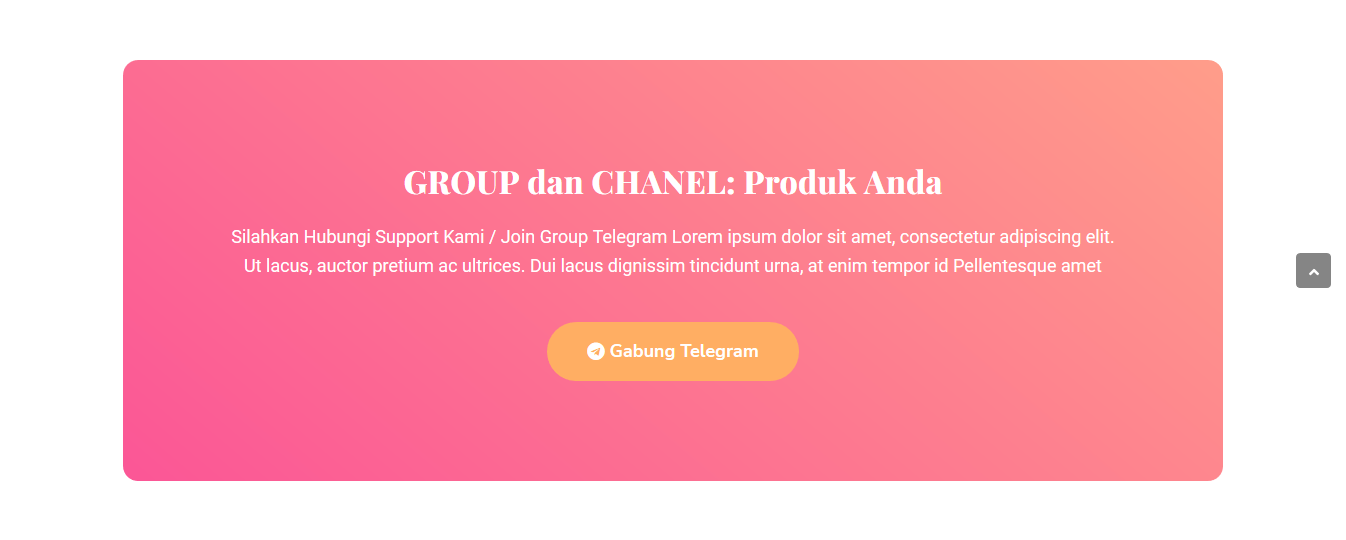 GROUP dan CHANEL: Produk Anda
Silahkan Hubungi Support Kami / Join Group Telegram Lorem ipsum dolor sit amet, consectetur adipiscing elit.
Ut lacus, auctor pretium ac ultrices. Dui lacus dignissim tincidunt urna, at enim tempor id Pellentesque amet
Gabung Telegram